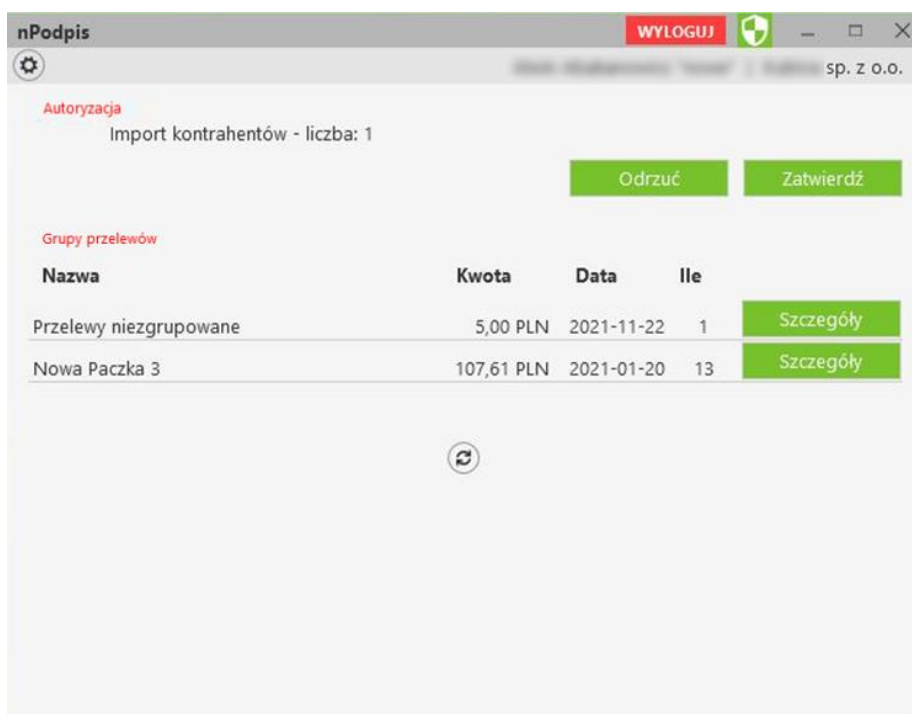 nPodpis WYLOGUJ
sp. z o.o.
Autoryzacja
Import kontrahentów - liczba: 1
Odrzuć Zatwierdź
Grupy przelewów
Nazwa Kwota Data Ile
Przelewy niezgrupowane 5,00 PLN 2021-11-22 1 Szczegóły
Nowa Paczka 3 107,61 PLN 2021-01-20 13 Szczegóły